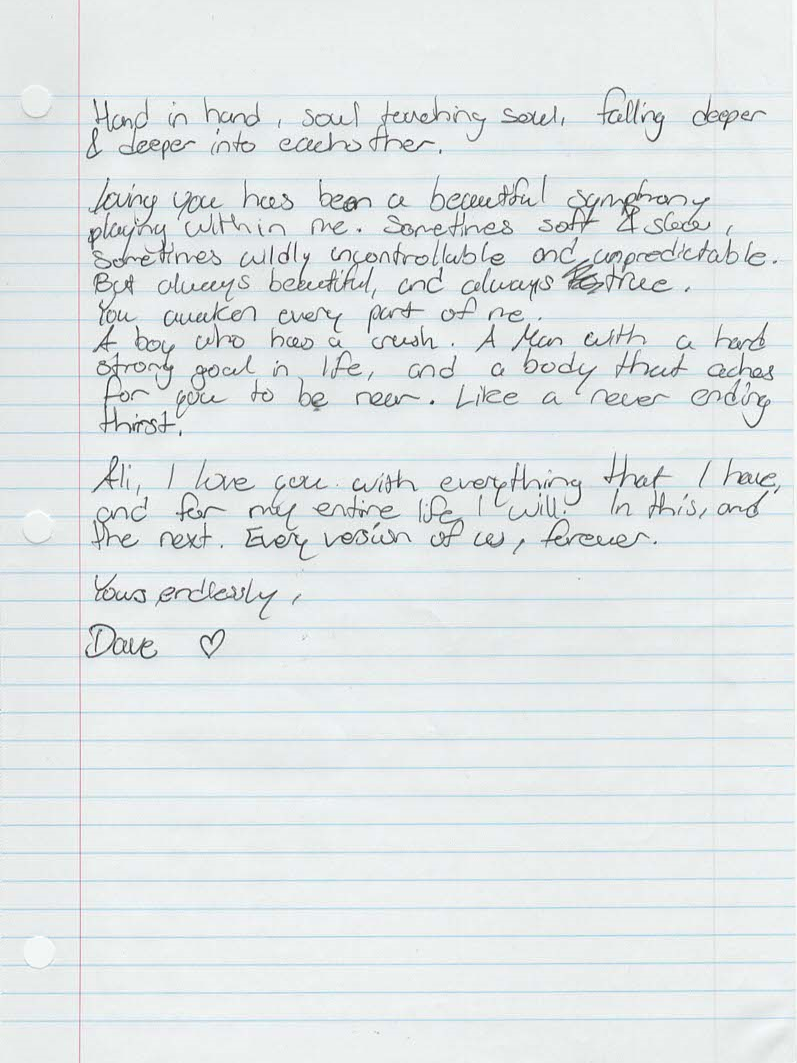 Hand in hand, soul touching soul, falling deeper
& deeper into eachother.
Loving you has been a beautiful symphony
playing within me. Sometimes soft & slow,
Sometimes wildly uncontrollable and unpredictable.
But always beautiful, and always true.
You awaken every part of me.
A boy who has a crush. A Man with a hard
strong goal in life, and a body that aches
for you to be near. Like a never ending
thirst.
Ali, I love you with everything that I have,
and for my entire life, I will. In this, and
the next. Every version of us, forever.
Yours endlessly,
Dave ♡